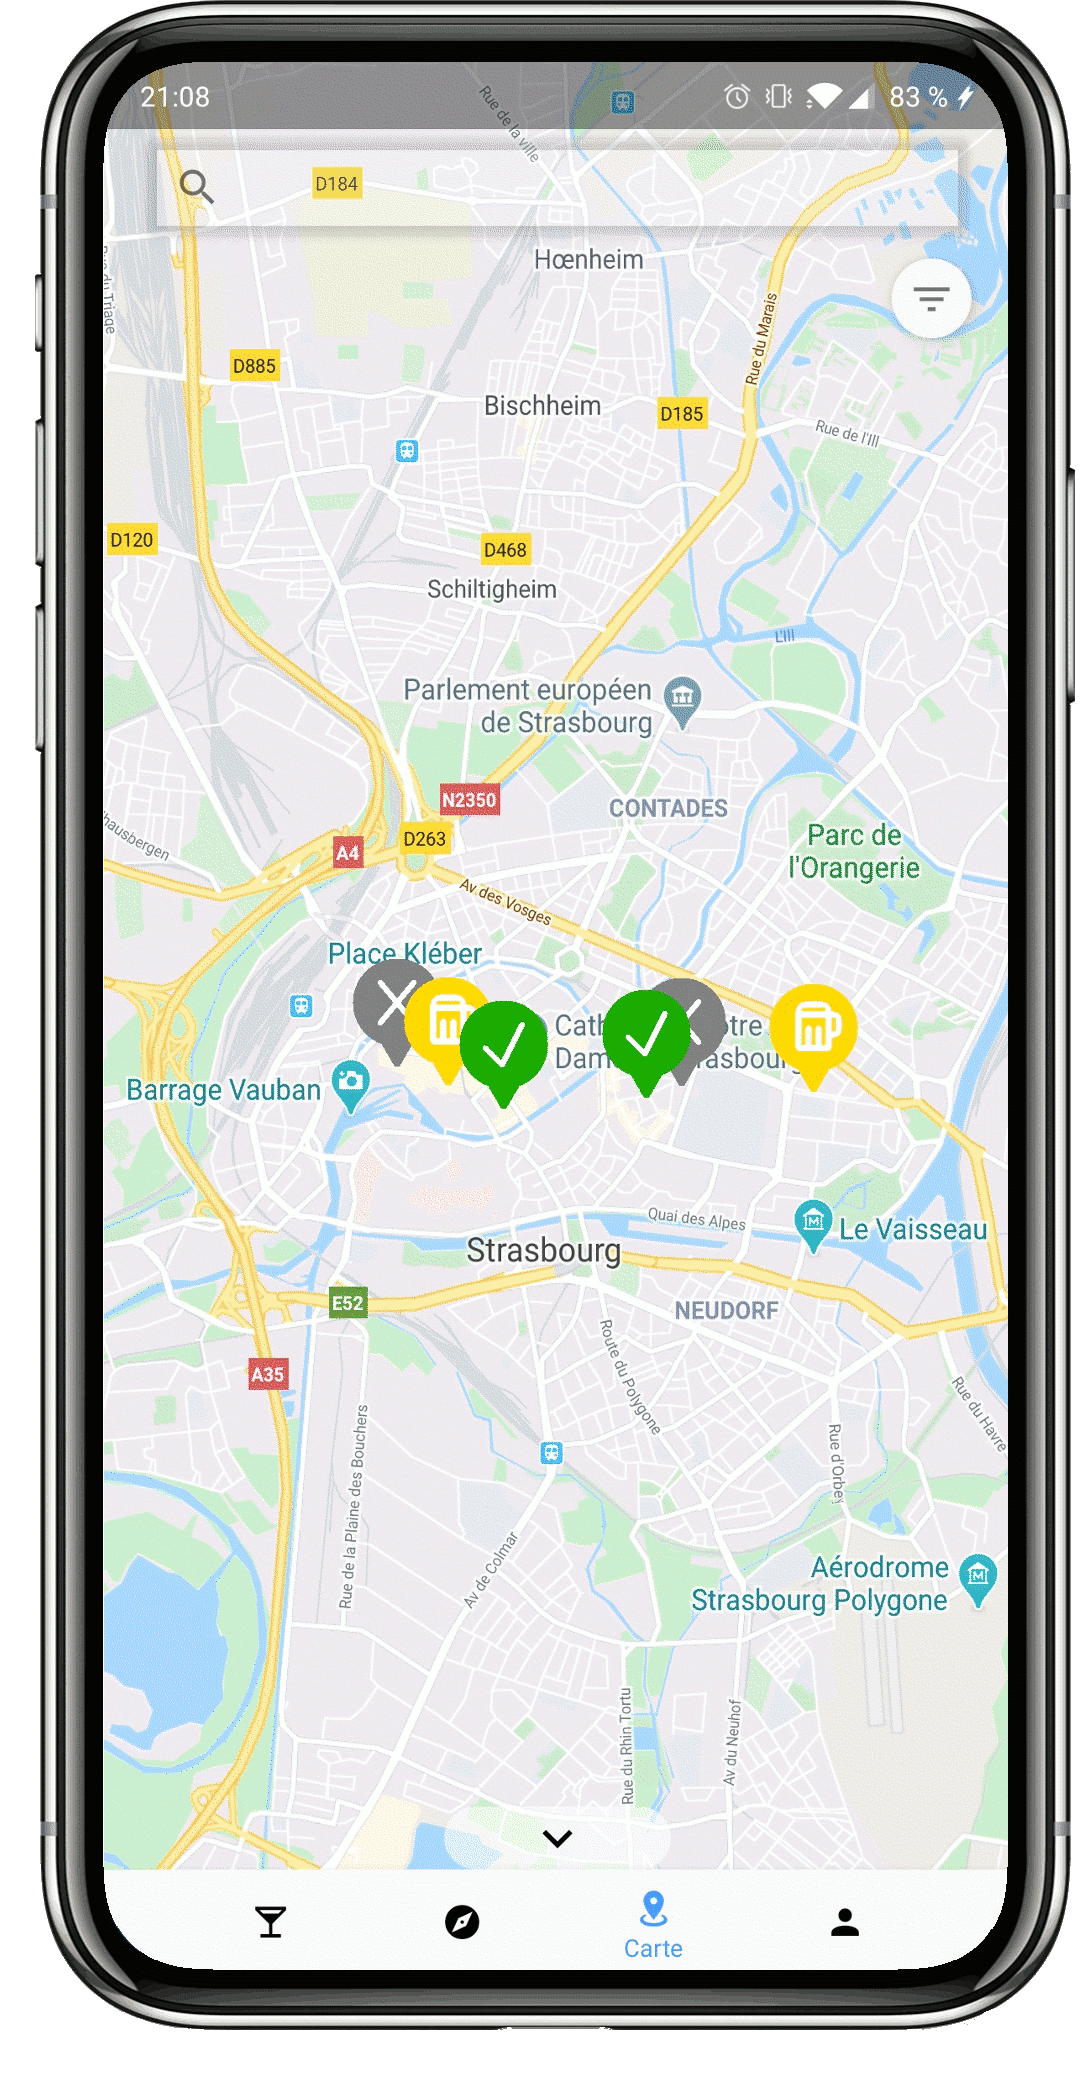 21:08
83 %
Rue de la ville
D184
Rue du Triage
Hœnheim
Rue du Marais
D885
Bischheim
D185
Rue de l'Ill
D120
D468
Schiltigheim
L'Ill
Parlement européen
de Strasbourg
N2350
CONTADES
D263
A4
Parc de
l'Orangerie
hausbergen
Av des Vosges
Place Kléber
Cath
otre
Dam
rasbourg
Barrage Vauban
Quai des Alpes
Le Vaisseau
Strasbourg
E52
NEUDORF
A35
Route du Polygone
Rue du Havre
Rue de la Plaine des Bouchers
Rue d'Orbey
Av de Colmar
Aérodrome
Strasbourg Polygone
Rue du Rhin Tortu
Av du Neuhof
Carte